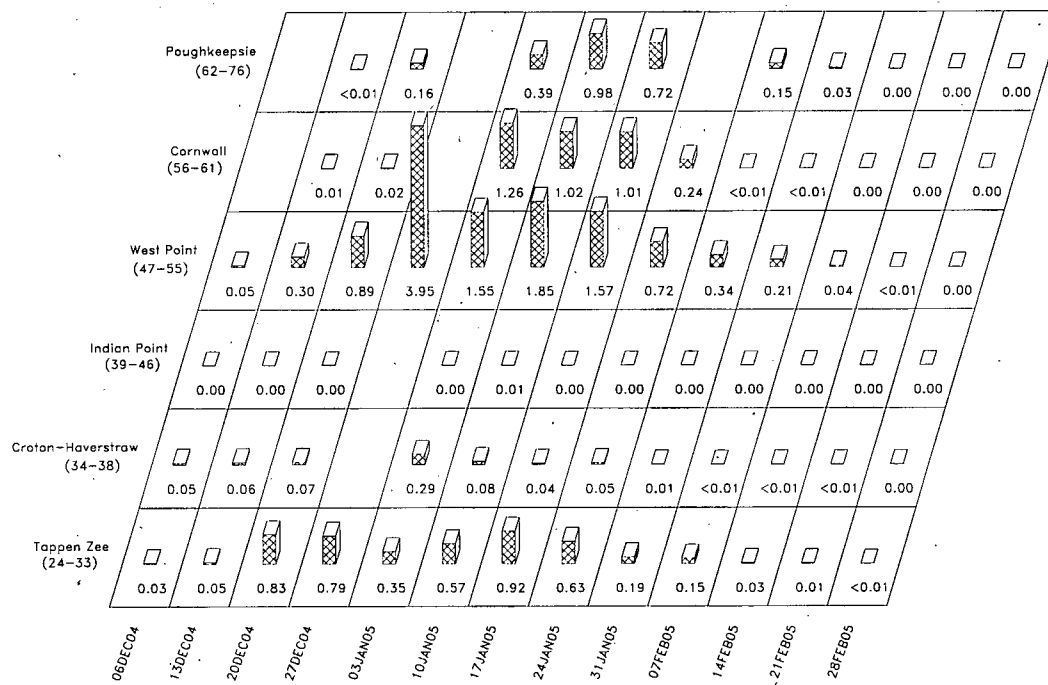 Poughkeepsie
(62-76)
<0.01 0.16 0.39 0.98 0.72 0.15 0.03 0.00 0.00 0.00
Cornwall
(56-61)
0.01 0.02 1.26 1.02 1.01 0.24 <0.01 <0.01 0.00 0.00 0.00
West Point
(47-55)
0.05 0.30 0.89 3.95 1.55 1.85 1.57 0.72 0.34 0.21 0.04 <0.01 0.00
Indian Point
(39-46)
0.00 0.00 0.00 0.00 0.01 0.00 0.00 0.00 0.00 0.00 0.00 0.00
Croton-Haverstraw
(34-38)
0.05 0.06 0.07 0.29 0.08 0.04 0.05 0.01 <0.01 <0.01 <0.01 0.00
Tappen Zee
(24-33)
0.03 0.05 0.83 0.79 0.35 0.57 0.92 0.63 0.19 0.15 0.03 0.01 <0.01
06DEC04 13DEC04 20DEC04 27DEC04 03JAN05 10JAN05 17JAN05 24JAN05 31JAN05 07FEB05 14FEB05 21FEB05 28FEB05